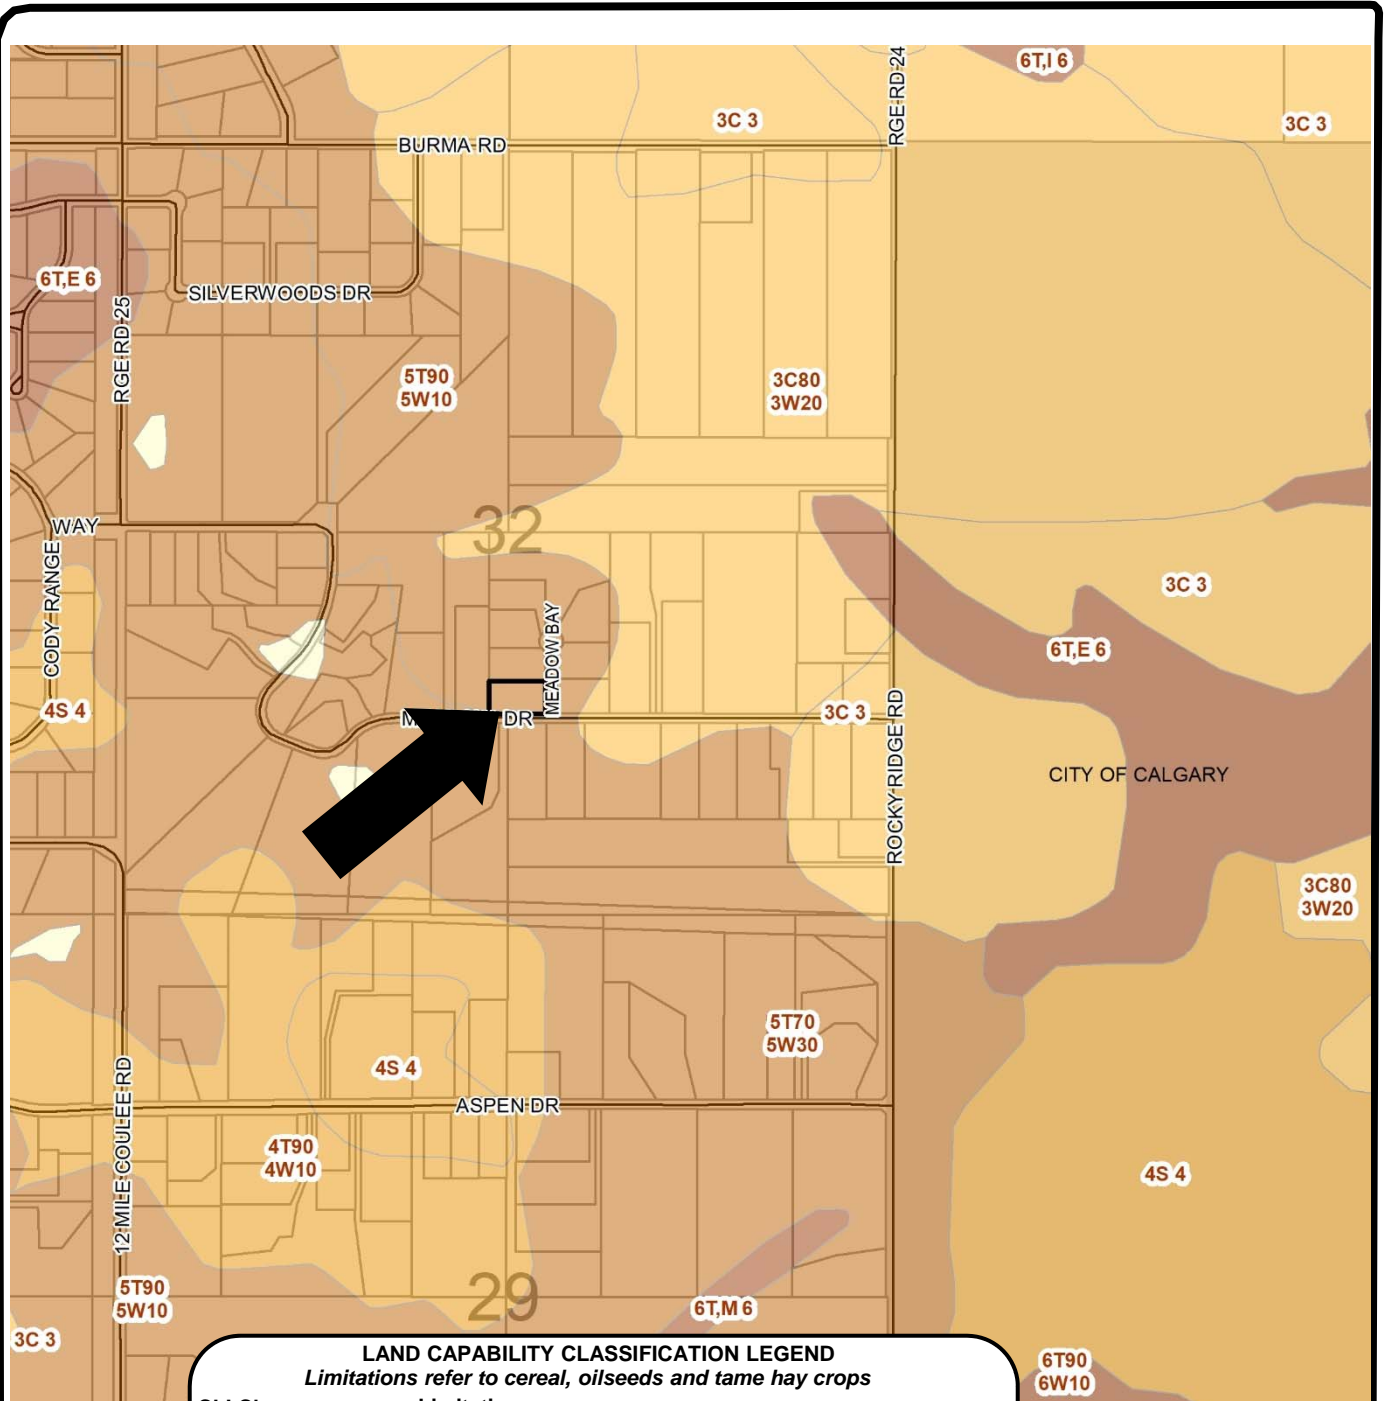 RGE RD 24
6T,I 6
3C 3
3C 3
BURMA RD
6T,E 6
SILVERWOODS DR
RGE RD 25
5T90
5W10
3C80
3W20
32
WAY
CODY RANGE
3C 3
MEADOW BAY
6T,E 6
4S 4
M
DR
3C 3
ROCKY RIDGE RD
CITY OF CALGARY
3C80
3W20
5T70
5W30
4S 4
ASPEN DR
12 MILE COULEE RD
4T90
4W10
4S 4
5T90
5W10
29
6T,M 6
3C 3
6T90
6W10
LAND CAPABILITY CLASSIFICATION LEGEND
Limitations refer to cereal, oilseeds and tame hay crops